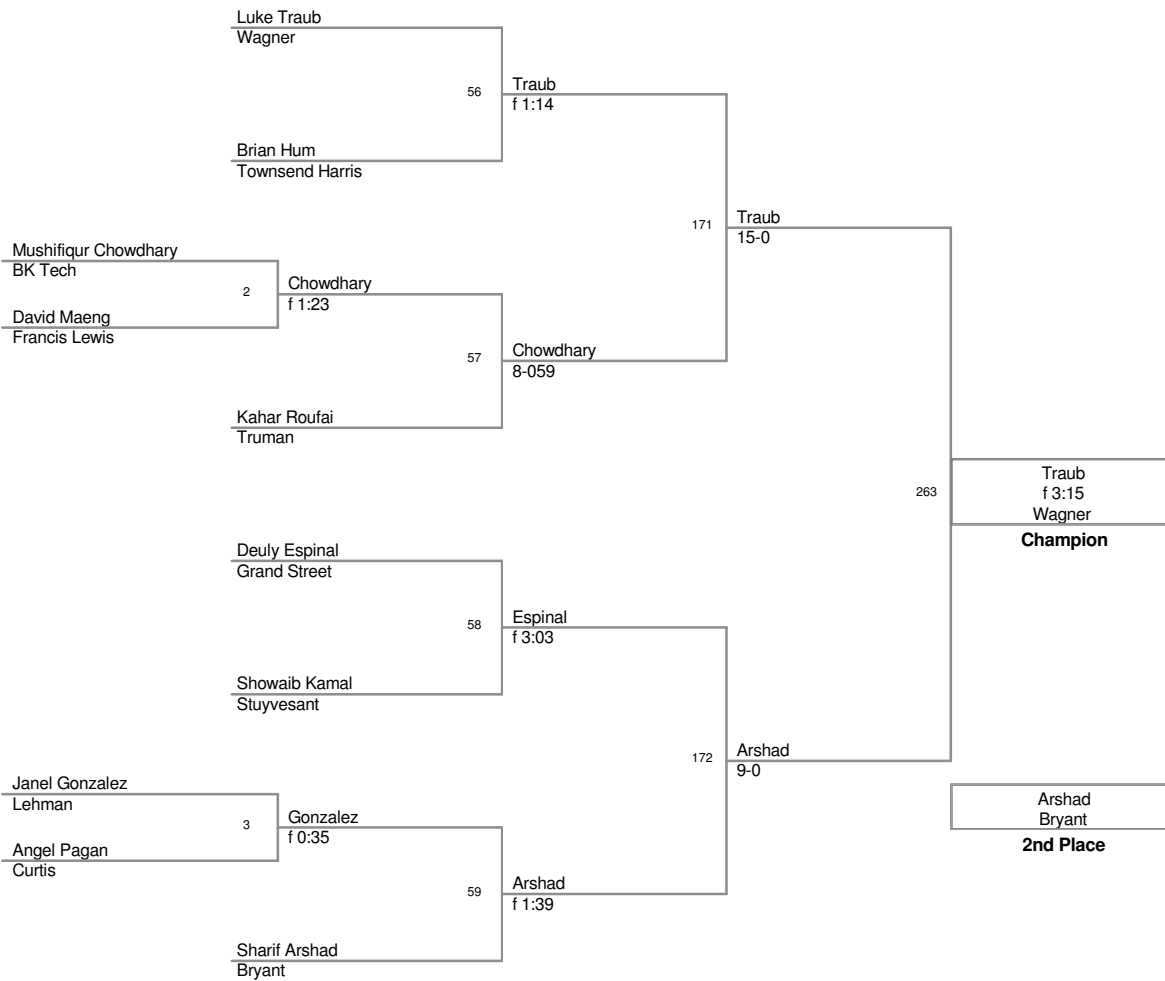 Luke Traub
Wagner
56
Traub
f 1:14
Brian Hum
Townsend Harris
171
Traub
15-0
Mushifiqur Chowdhary
BK Tech
2
Chowdhary
f 1:23
David Maeng
Francis Lewis
57
Chowdhary
8-059
Kahar Roufai
Truman
263
Traub
f 3:15
Wagner
Champion
Deuly Espinal
Grand Street
58
Espinal
f 3:03
Showaib Kamal
Stuyvesant
172
Arshad
9-0
Janel Gonzalez
Lehman
3
Gonzalez
f 0:35
Angel Pagan
Curtis
59
Arshad
f 1:39
Sharif Arshad
Bryant
Arshad
Bryant
2nd Place